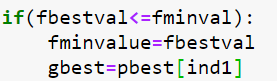 if(fbestval<=fminval):
    fminvalue=fbestval
    gbest=pbest[ind1]